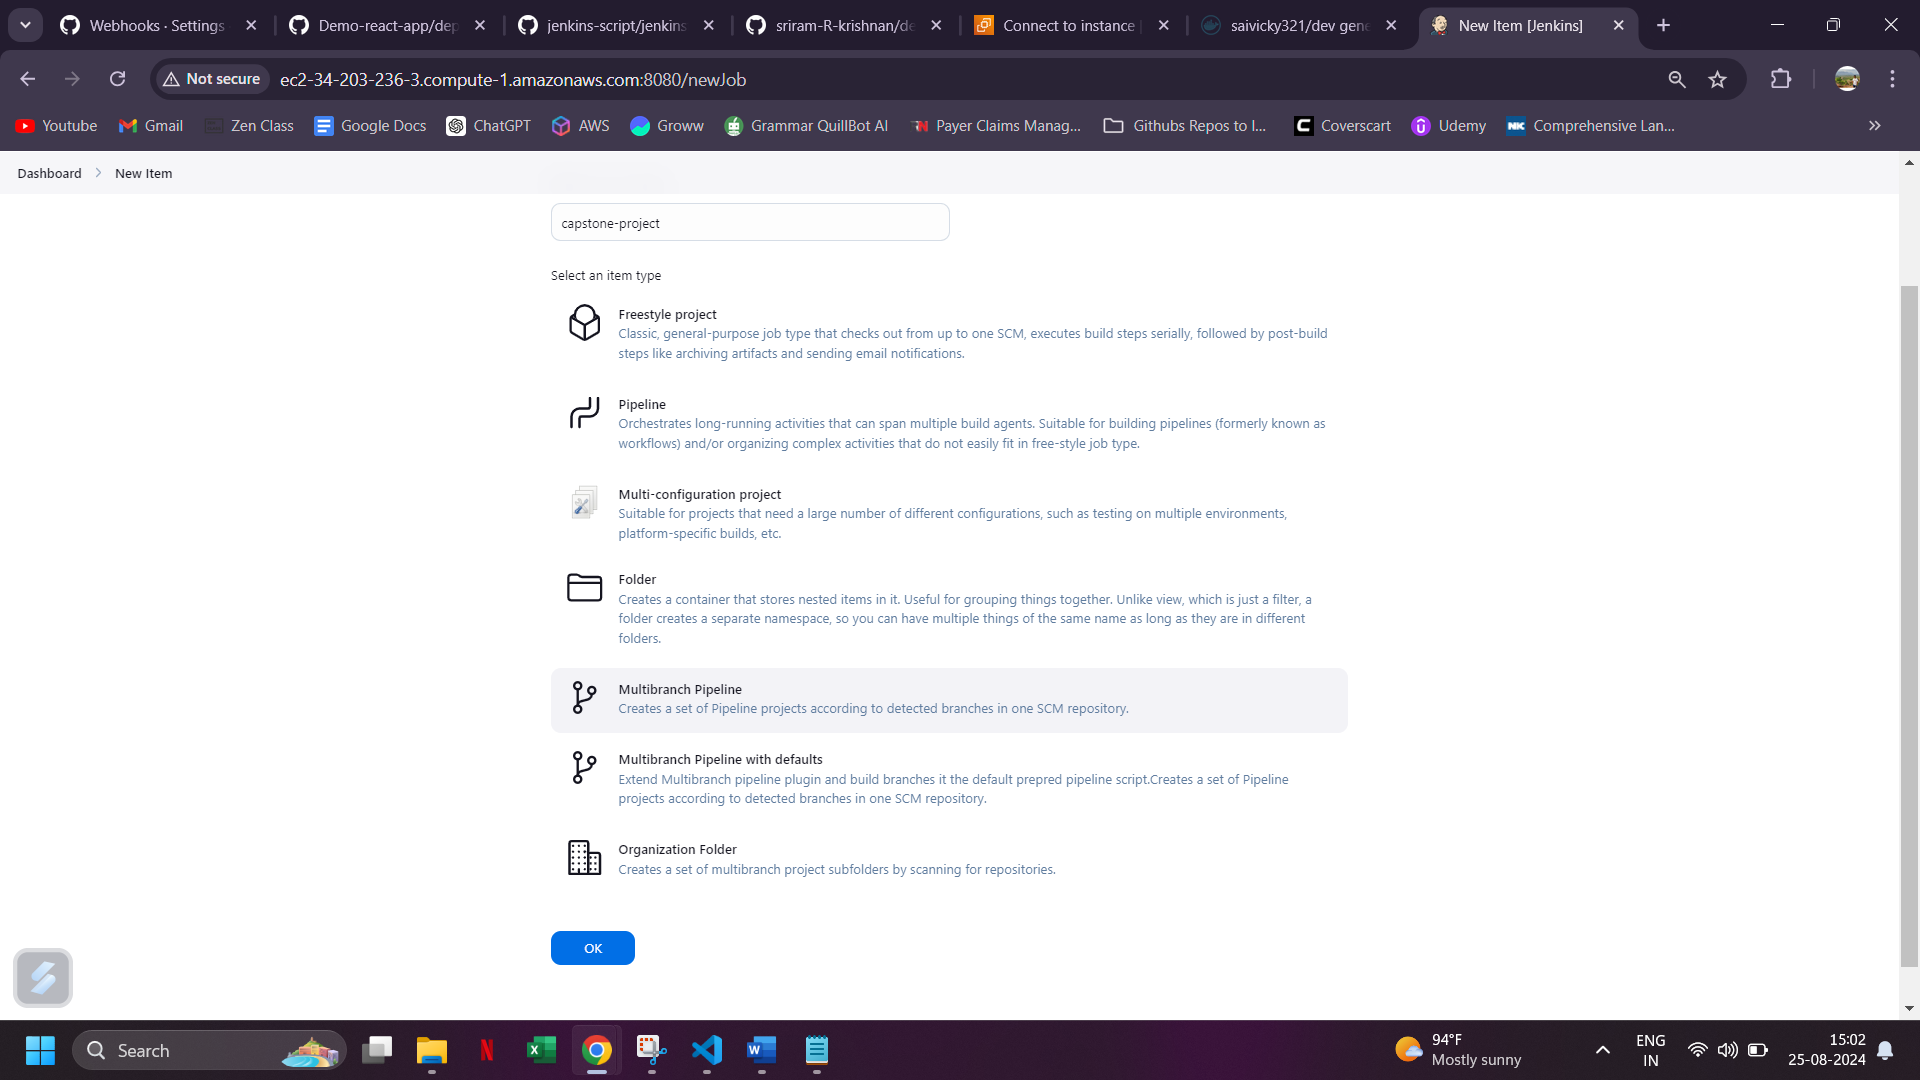 Webhooks · Settings
Demo-react-app/dep
jenkins-script/jenkins
sriram-R-krishnan/de
Connect to instance |
saivicky321/dev gene
New Item [Jenkins]
Not secure
ec2-34-203-236-3.compute-1.amazonaws.com:8080/newJob
Youtube
Gmail
Zen Class
Google Docs
ChatGPT
AWS
Groww
Grammar QuillBot AI
Payer Claims Manag...
Githubs Repos to I...
Coverscart
Udemy
NK
Comprehensive Lan...
Dashboard
New Item
capstone-project
Select an item type
Freestyle project
Classic, general-purpose job type that checks out from up to one SCM, executes build steps serially, followed by post-build
steps like archiving artifacts and sending email notifications.
Pipeline
Orchestrates long-running activities that can span multiple build agents. Suitable for building pipelines (formerly known as
workflows) and/or organizing complex activities that do not easily fit in free-style job type.
Multi-configuration project
Suitable for projects that need a large number of different configurations, such as testing on multiple environments,
platform-specific builds, etc.
Folder
Creates a container that stores nested items in it. Useful for grouping things together. Unlike view, which is just a filter, a
folder creates a separate namespace, so you can have multiple things of the same name as long as they are in different
folders.
Multibranch Pipeline
Creates a set of Pipeline projects according to detected branches in one SCM repository.
Multibranch Pipeline with defaults
Extend Multibranch pipeline plugin and build branches it the default prepred pipeline script.Creates a set of Pipeline
projects according to detected branches in one SCM repository.
Organization Folder
Creates a set of multibranch project subfolders by scanning for repositories.
OK
Search
94°F
Mostly sunny
ENG
IN
15:02
25-08-2024